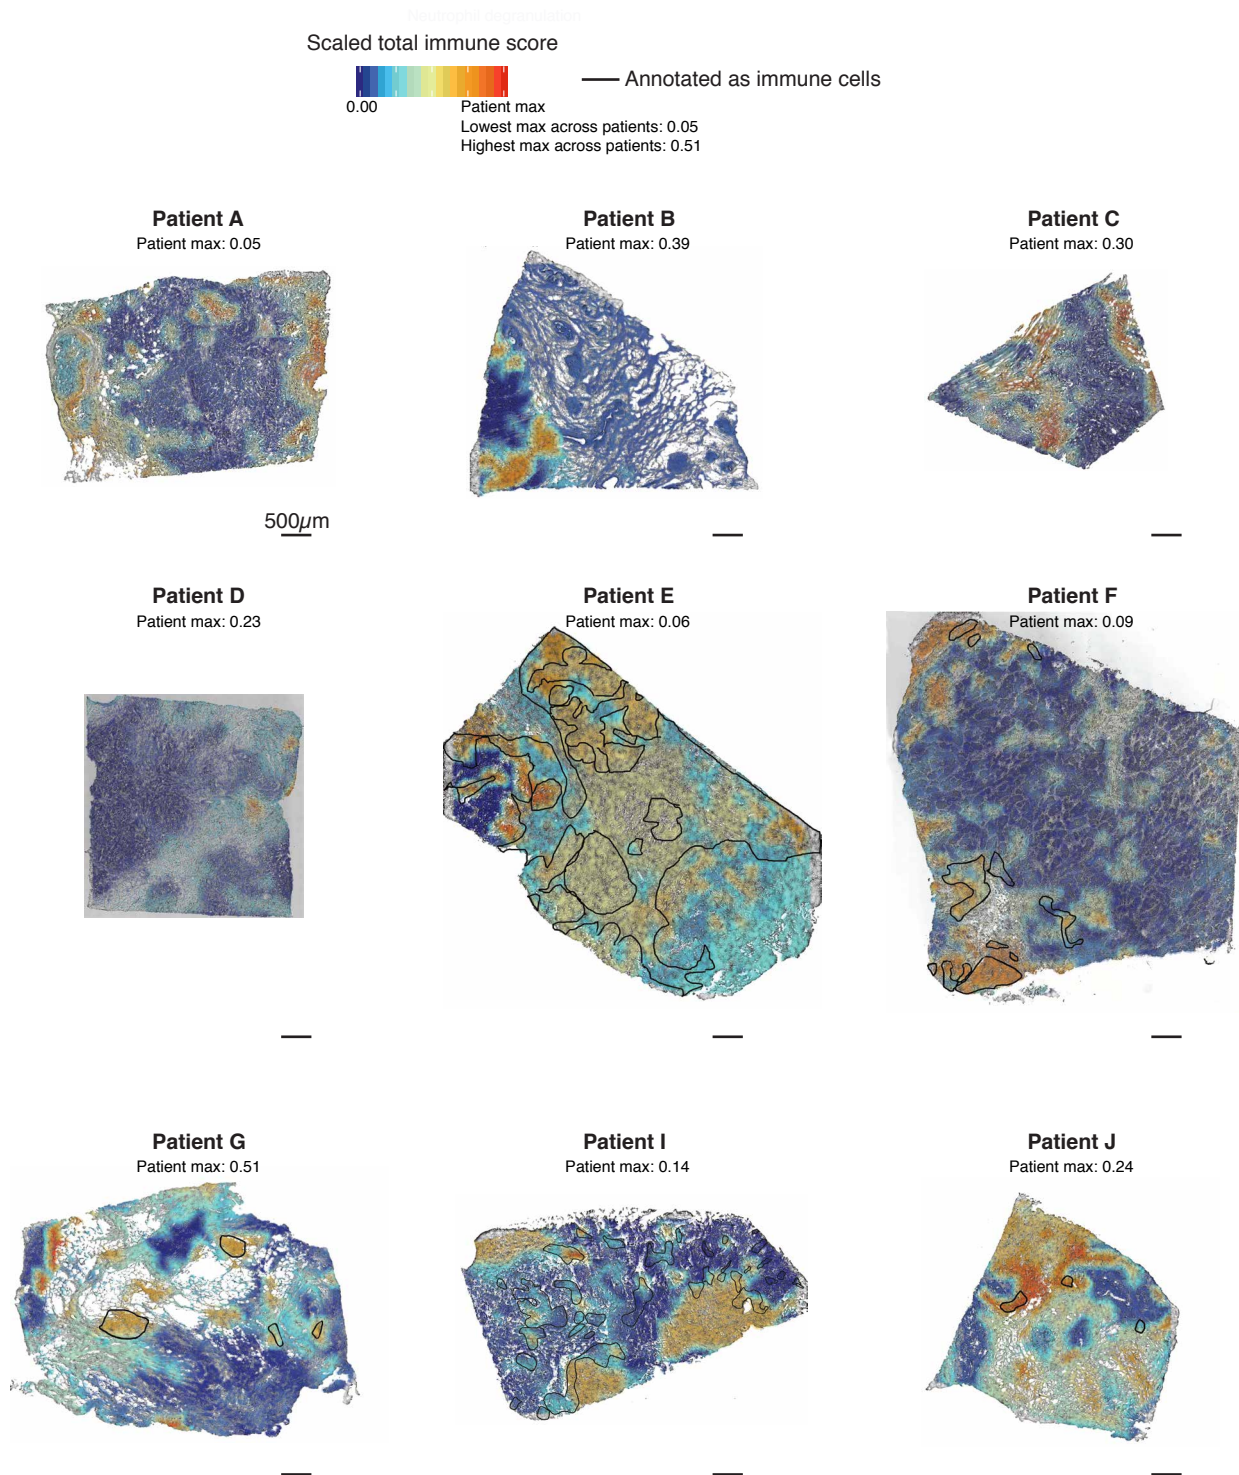 Neutrophil degranulation
Scaled total immune score
Annotated as immune cells
0.00
Patient max
Lowest max across patients: 0.05
Highest max across patients: 0.51
Patient A
Patient max: 0.05
Patient B
Patient max: 0.39
Patient C
Patient max: 0.30
500μm
Patient D
Patient max: 0.23
Patient E
Patient max: 0.06
Patient F
Patient max: 0.09
Patient G
Patient max: 0.51
Patient I
Patient max: 0.14
Patient J
Patient max: 0.24